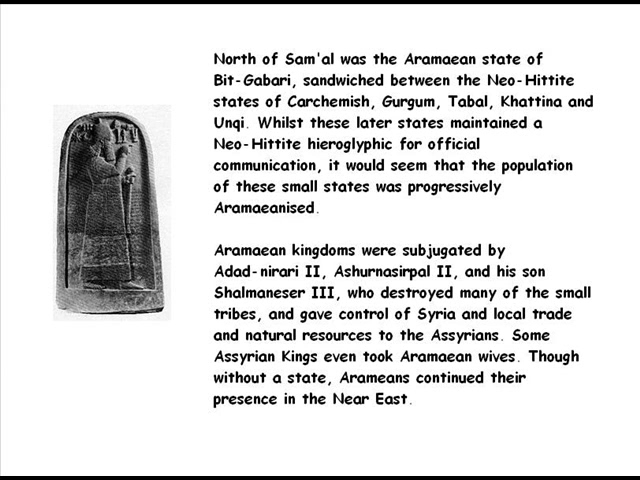 North of Sam'al was the Aramaean state of
Bit-Gabari, sandwiched between the Neo-Hittite
states of Carchemish, Gurgum, Tabal, Khattina and
Unqi. Whilst these later states maintained a
Neo-Hittite hieroglyphic for official
communication, it would seem that the population
of these small states was progressively
Aramaeanised.
Aramaean kingdoms were subjugated by
Adad-nirari II, Ashurnasirpal II, and his son
Shalmaneser III, who destroyed many of the small
tribes, and gave control of Syria and local trade
and natural resources to the Assyrians. Some
Assyrian Kings even took Aramaean wives. Though
without a state, Arameans continued their
presence in the Near East.